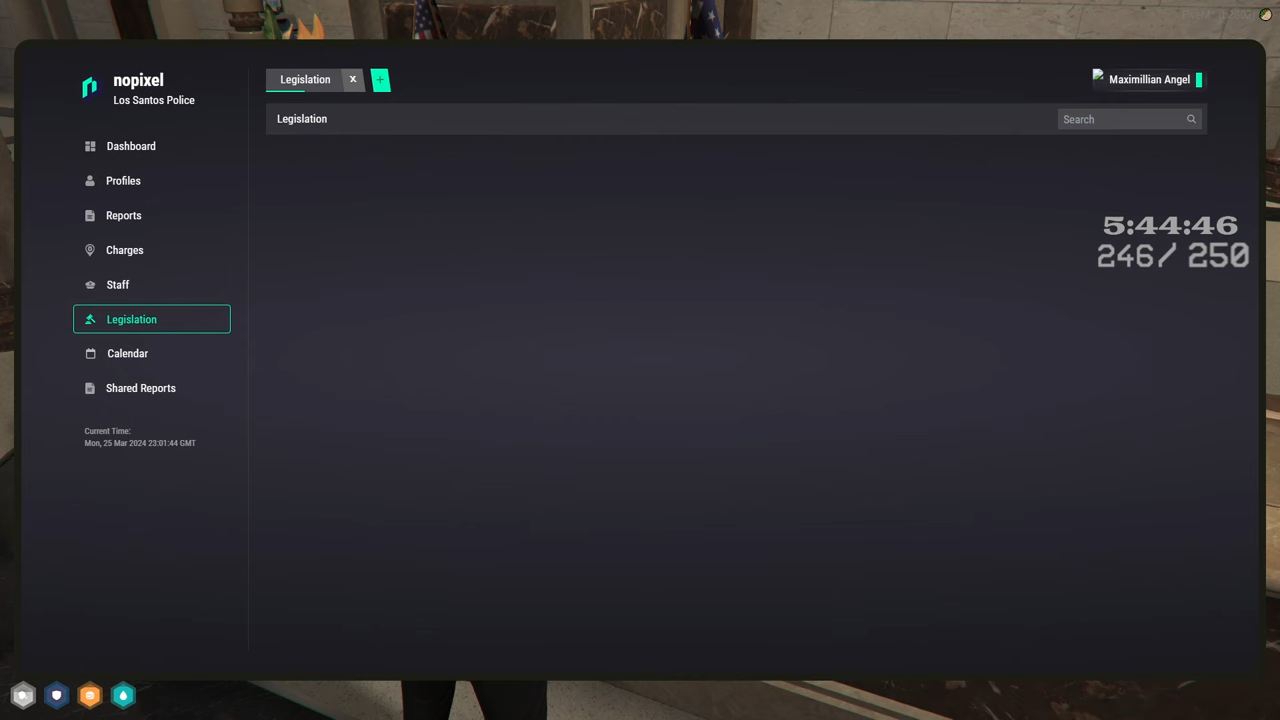 nopixel
Los Santos Police
Legislation x +
Maximillian Angel
Legislation
Search
Dashboard
Profiles
Reports
Charges
Staff
Legislation
Calendar
Shared Reports
Current Time:
Mon, 25 Mar 2024 23:01:44 GMT
5:44:46
246/ 250